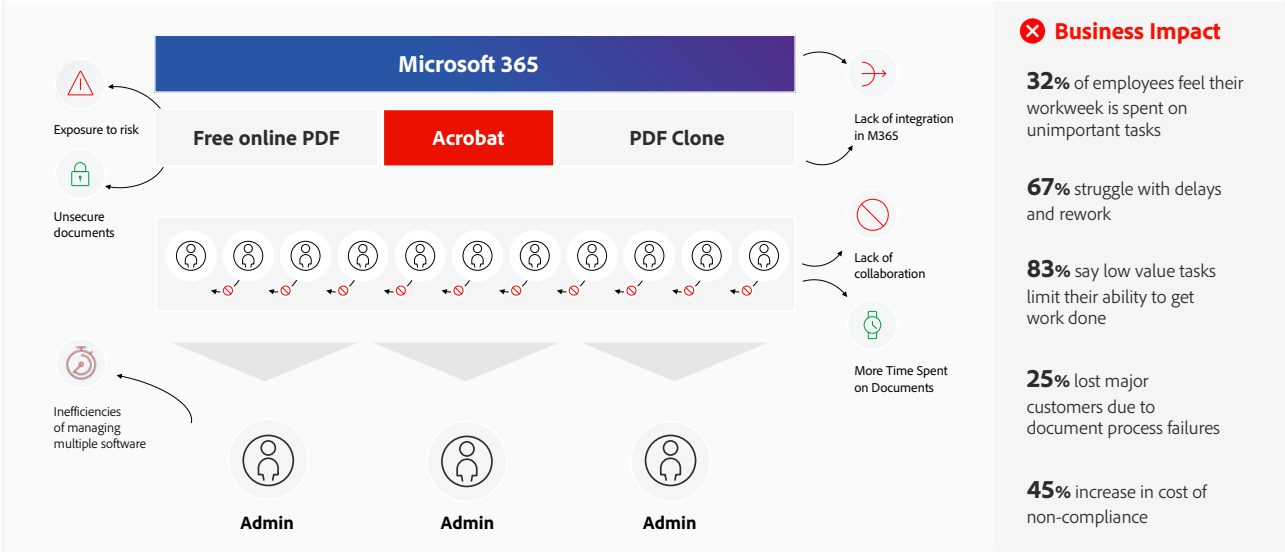 Microsoft 365
Free online PDF
Acrobat
PDF Clone
Exposure to risk
Unsecure
documents
Lack of integration
in M365
Lack of
collaboration
More Time Spent
on Documents
Inefficiencies
of managing
multiple software
Admin
Admin
Admin
Business Impact
32% of employees feel their
workweek is spent on
unimportant tasks
67% struggle with delays
and rework
83% say low value tasks
limit their ability to get
work done
25% lost major
customers due to
document process failures
45% increase in cost of
non-compliance